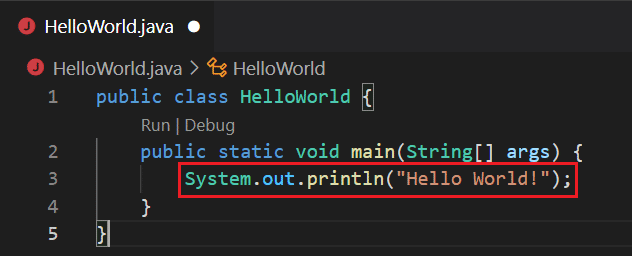 HelloWorld.java
HelloWorld.java > HelloWorld
1 public class HelloWorld {
Run | Debug
2 public static void main(String[] args) {
3 System.out.println("Hello World!");
4 }
5 }